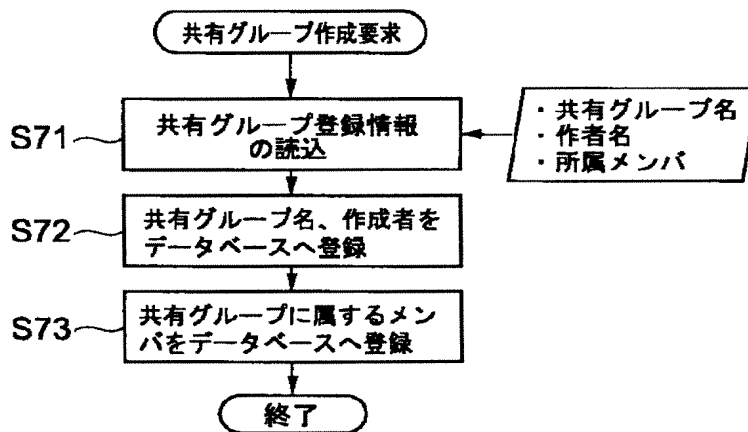 共有グループ作成要求
S71
共有グループ登録情報
の読込
・共有グループ名
・作者名
・所属メンバ
S72
共有グループ名、作成者を
データベースへ登録
S73
共有グループに属するメン
バをデータベースへ登録
終了